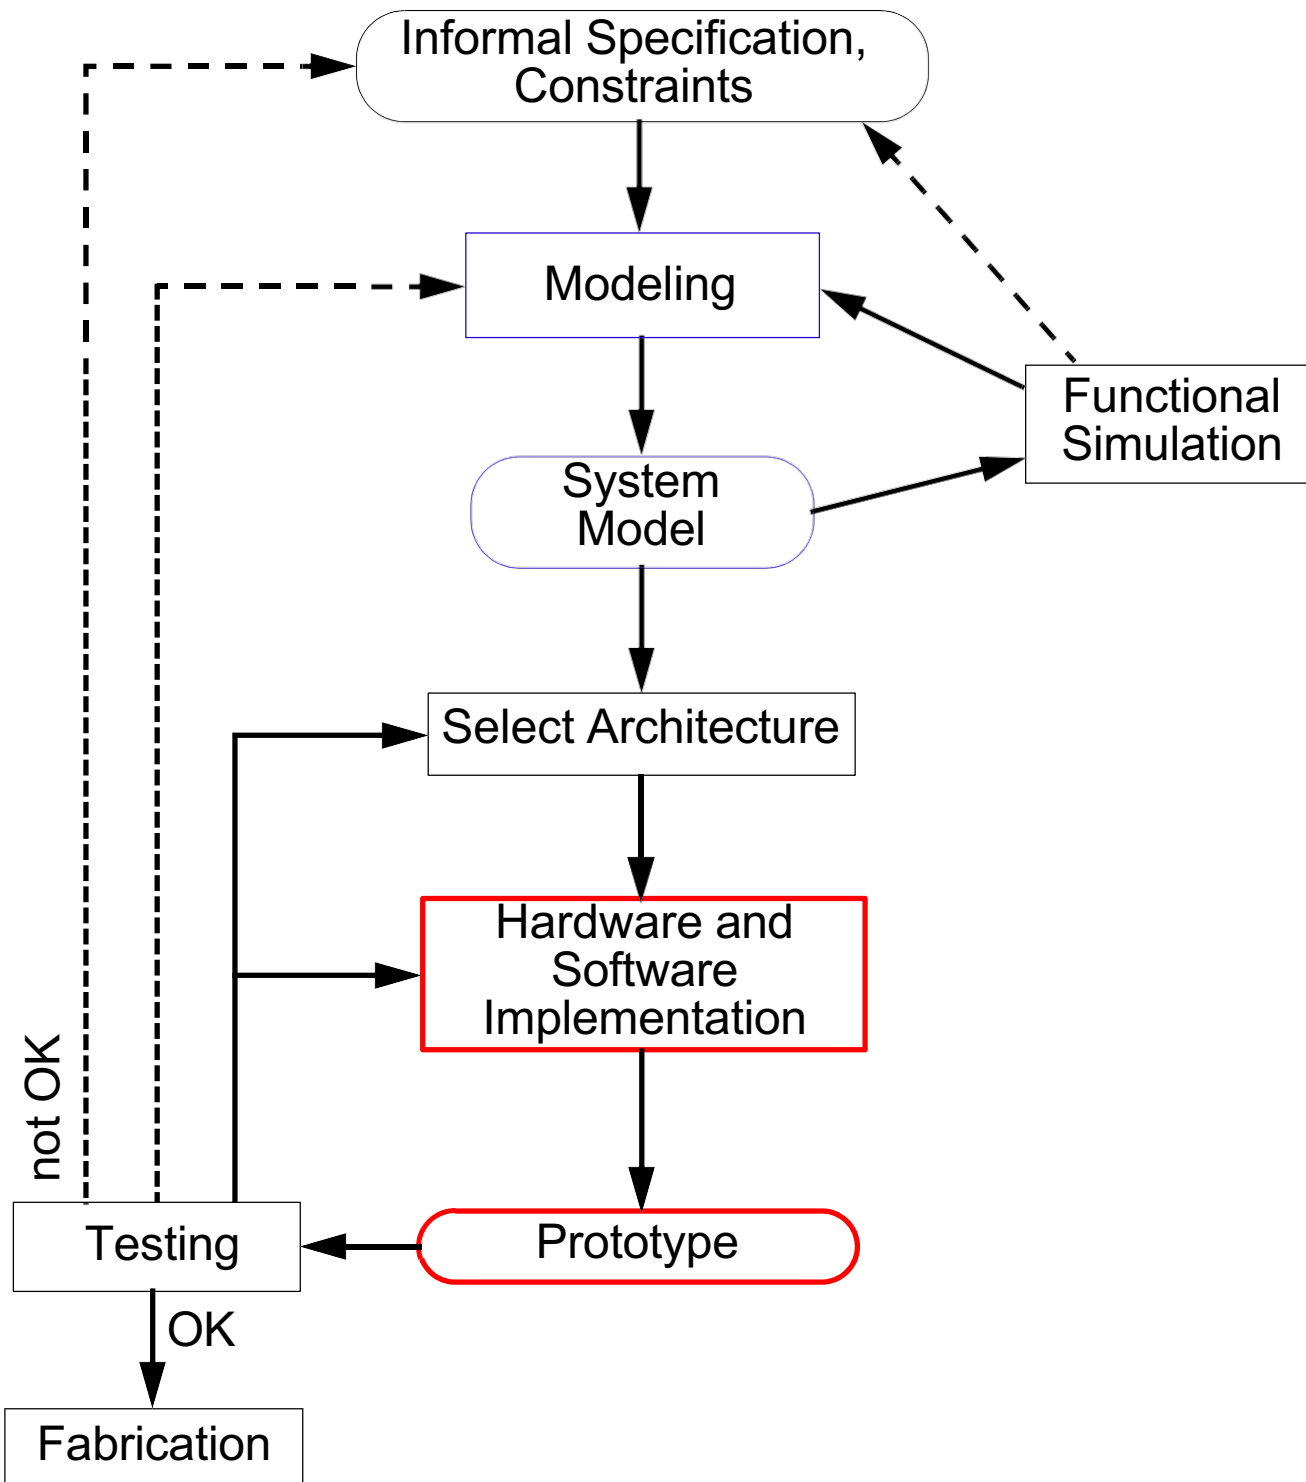 Informal Specification,
Constraints
Modeling
Functional
Simulation
System
Model
Select Architecture
Hardware and
Software
Implementation
not OK
Testing
Prototype
OK
Fabrication